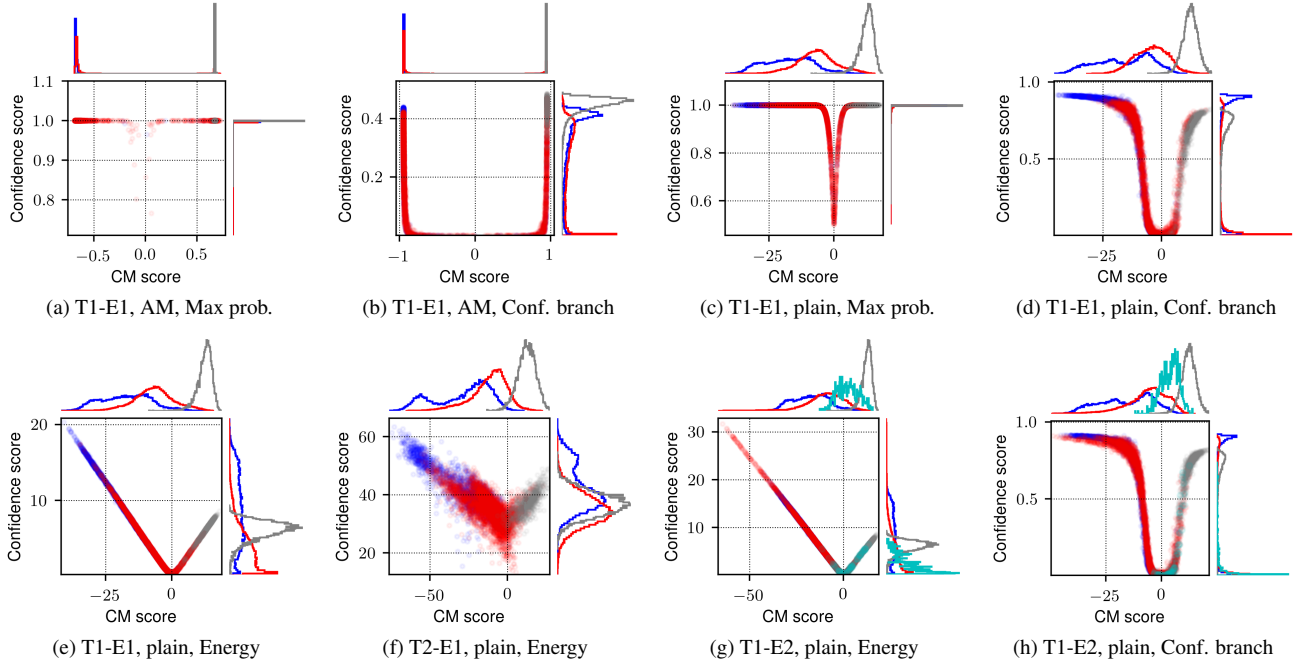 1.1
1.0
0.9
0.8
Confidence score
−0.5
0.0
0.5
CM score
(a) T1-E1, AM, Max prob.
0.4
0.2
Confidence score
−1
0
1
CM score
(b) T1-E1, AM, Conf. branch
1.0
0.8
0.6
Confidence score
−25
0
CM score
(c) T1-E1, plain, Max prob.
1.0
0.5
Confidence score
−25
0
CM score
(d) T1-E1, plain, Conf. branch
20
10
Confidence score
−25
0
CM score
(e) T1-E1, plain, Energy
60
40
20
Confidence score
−50
0
CM score
(f) T2-E1, plain, Energy
30
20
10
Confidence score
−50
0
CM score
(g) T1-E2, plain, Energy
1.0
0.5
Confidence score
−25
0
CM score
(h) T1-E2, plain, Conf. branch